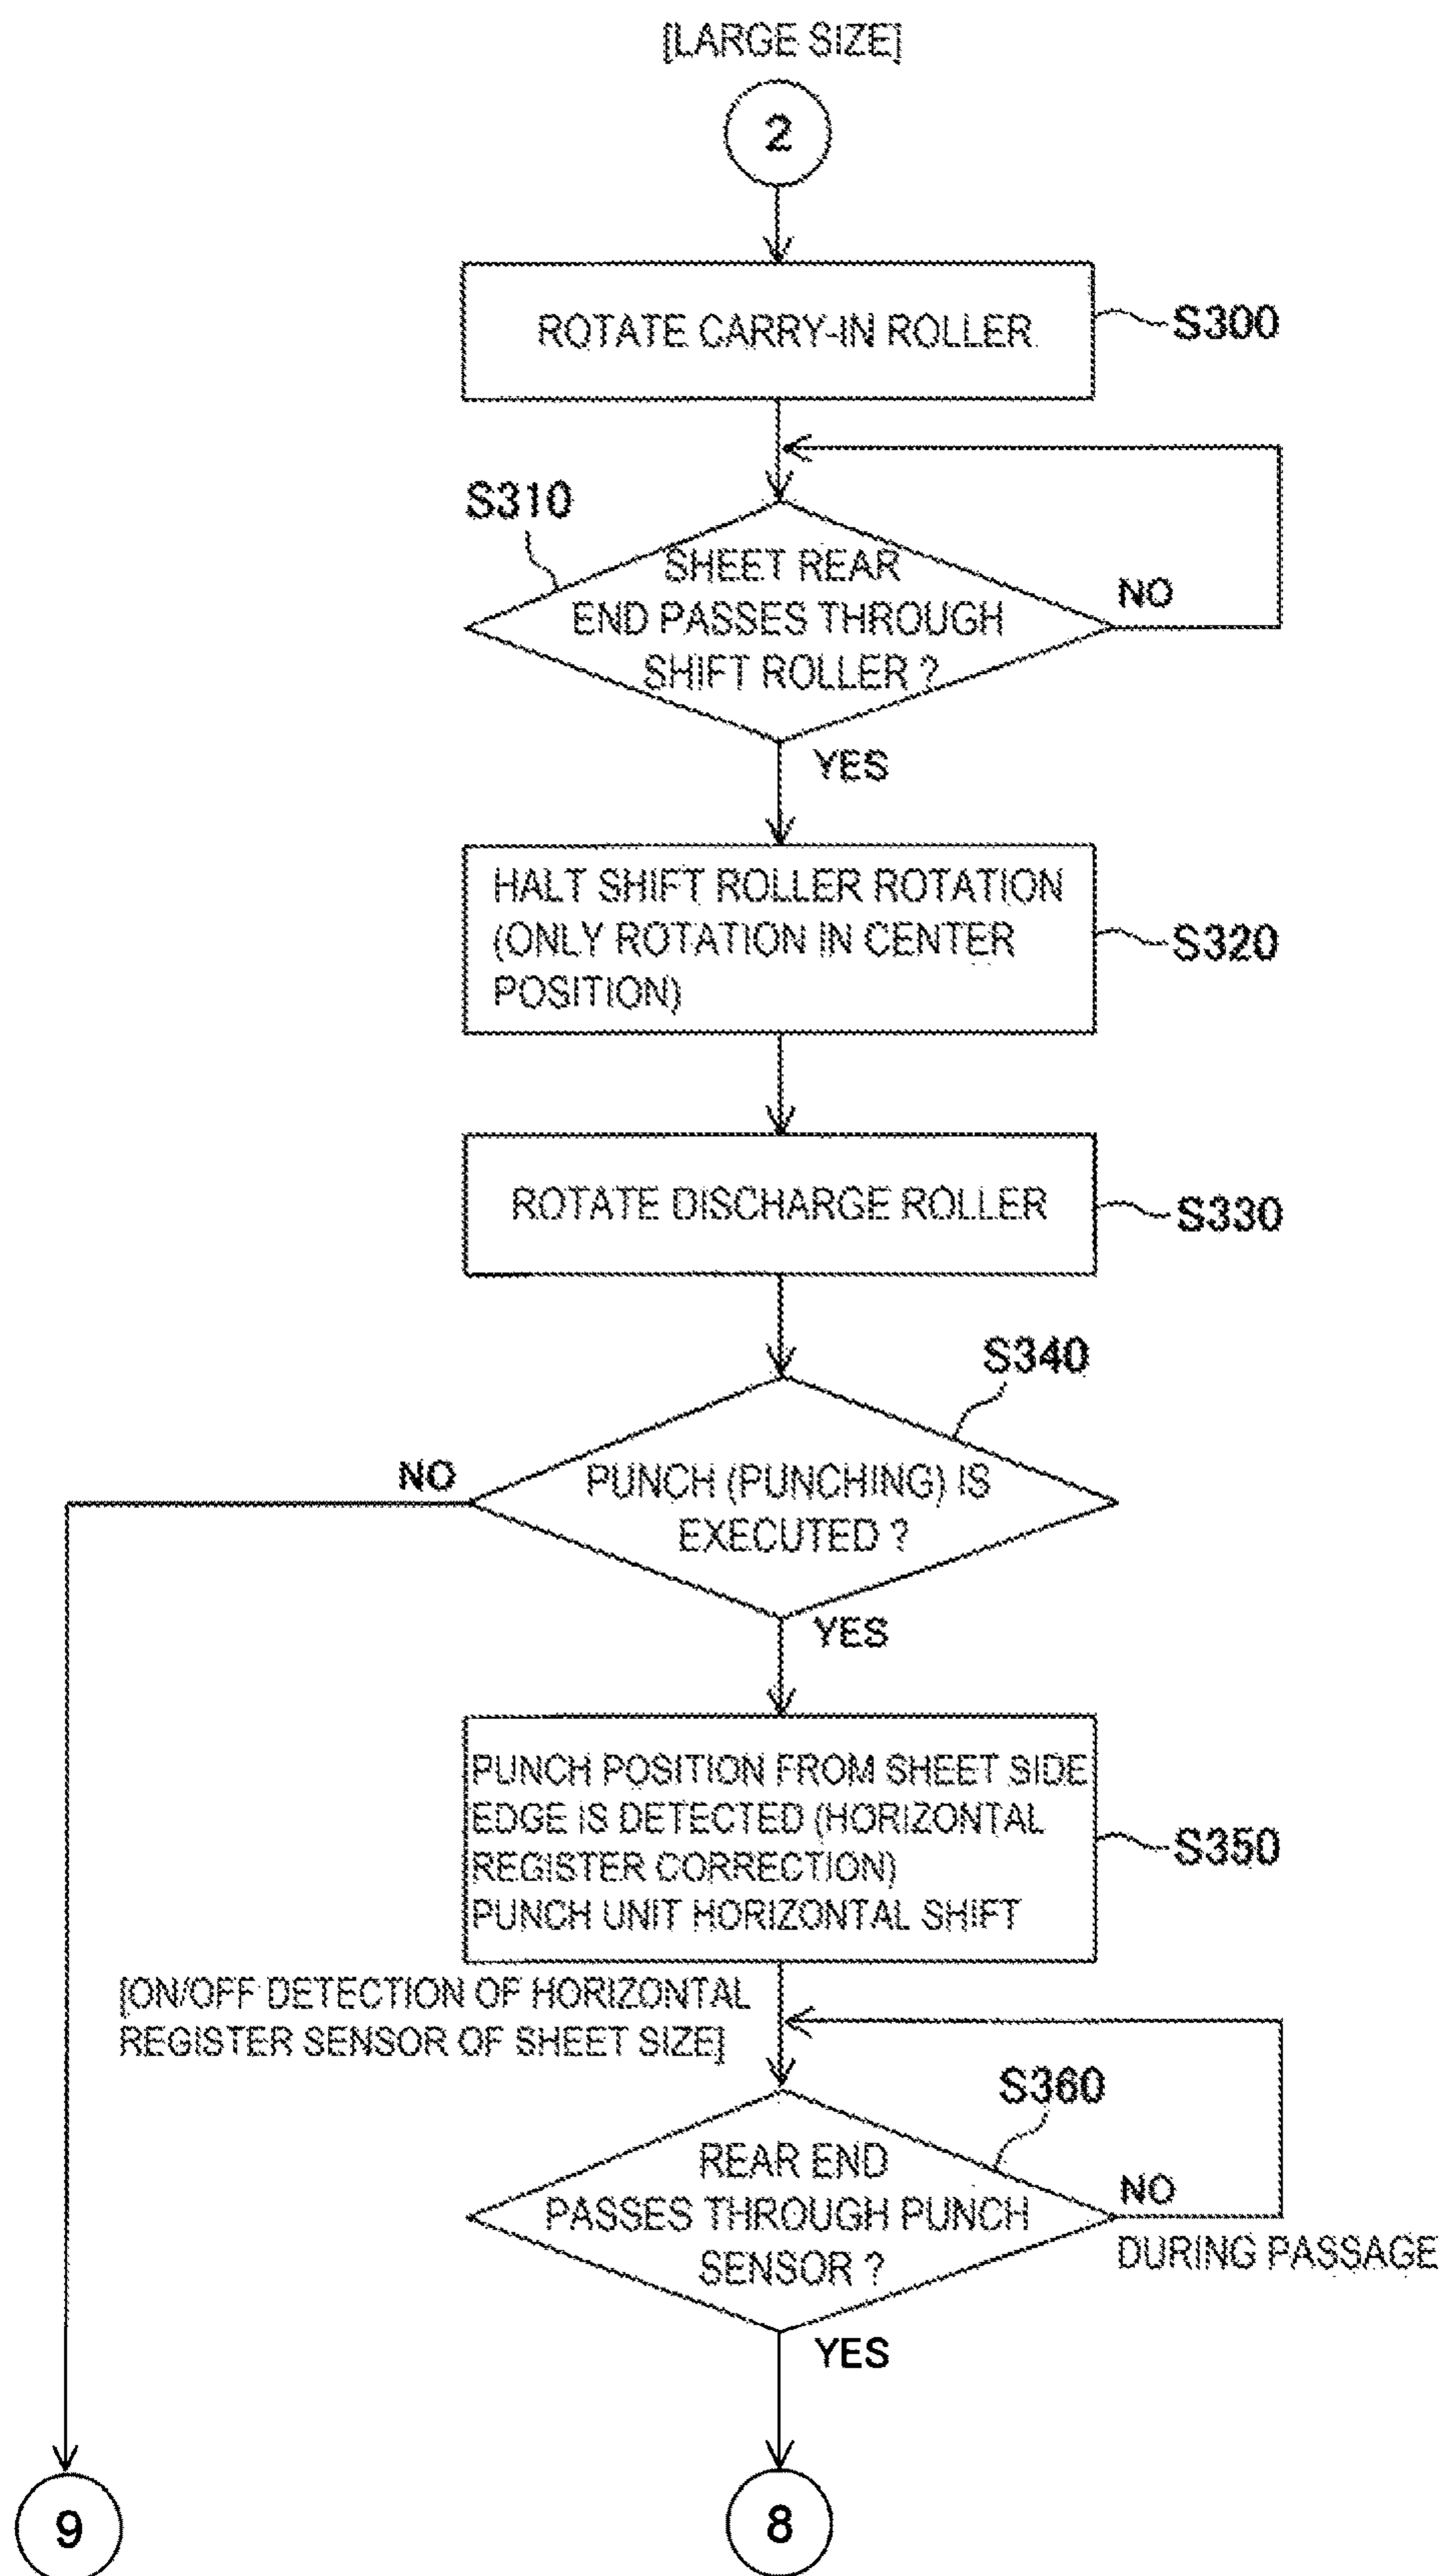 [LARGE SIZE]
2
ROTATE CARRY-IN ROLLER
S300
S310
SHEET REAR
END PASSES THROUGH
SHIFT ROLLER ?
NO
YES
HALT SHIFT ROLLER ROTATION
(ONLY ROTATION IN CENTER
POSITION)
S320
ROTATE DISCHARGE ROLLER
S330
S340
NO
PUNCH (PUNCHING) IS
EXECUTED ?
YES
PUNCH POSITION FROM SHEET SIDE
EDGE IS DETECTED (HORIZONTAL
REGISTER CORRECTION)
PUNCH UNIT HORIZONTAL SHIFT
S350
[ON/OFF DETECTION OF HORIZONTAL
REGISTER SENSOR OF SHEET SIZE]
S360
REAR END
PASSES THROUGH PUNCH
SENSOR ?
NO
DURING PASSAGE
YES
9
8